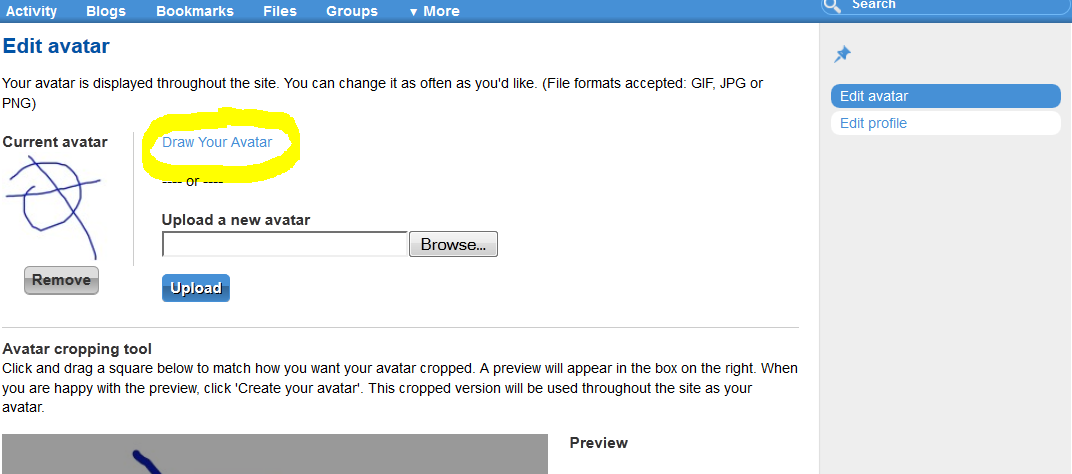 Activity Blogs Bookmarks Files Groups ▼ More
Search
Edit avatar
Your avatar is displayed throughout the site. You can change it as often as you'd like. (File formats accepted: GIF, JPG or
PNG)
Current avatar
Draw Your Avatar
---- or ----
Upload a new avatar
Browse...
Remove
Upload
Avatar cropping tool
Click and drag a square below to match how you want your avatar cropped. A preview will appear in the box on the right. When
you are happy with the preview, click 'Create your avatar'. This cropped version will be used throughout the site as your
avatar.
Preview
Edit avatar
Edit profile